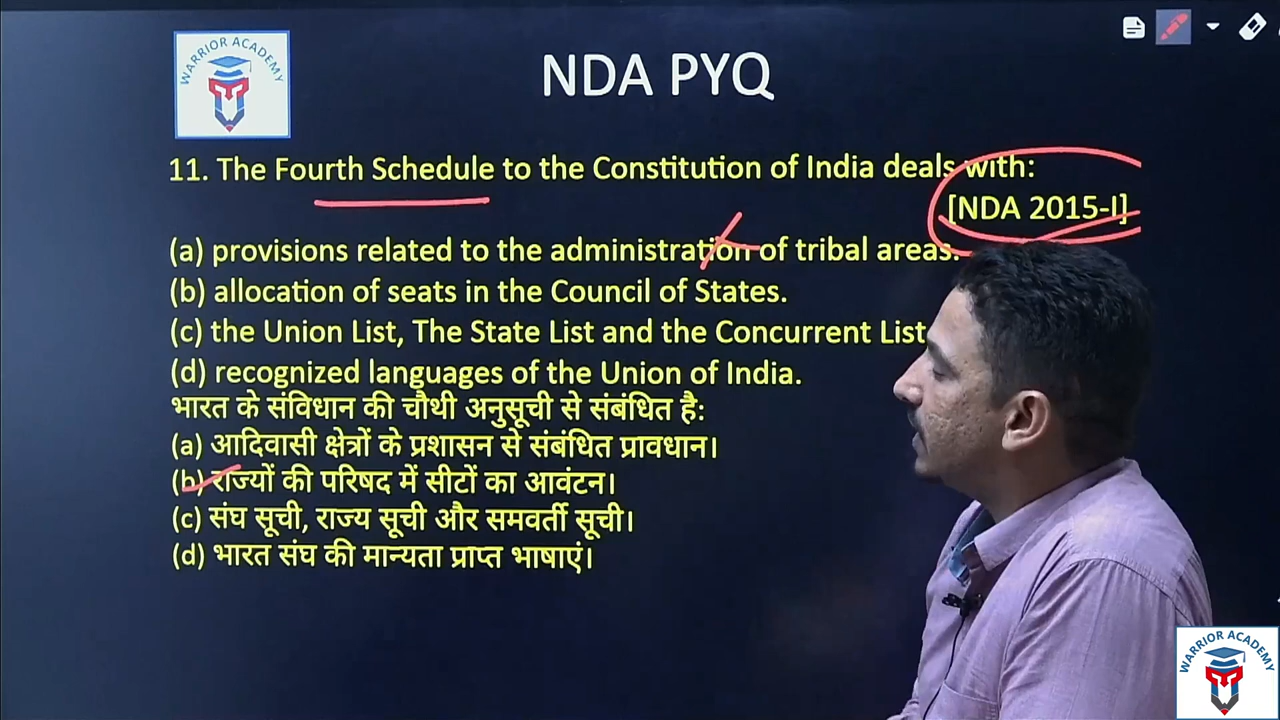 WARRIOR ACADEMY
NDA PYQ
11. The Fourth Schedule to the Constitution of India deals with:
[NDA 2015-I]
(a) provisions related to the administration of tribal areas.
(b) allocation of seats in the Council of States.
(c) the Union List, The State List and the Concurrent List
(d) recognized languages of the Union of India.
भारत के संविधान की चौथी अनुसूची से संबंधित है:
(a) आदिवासी क्षेत्रों के प्रशासन से संबंधित प्रावधान।
(b) राज्यों की परिषद में सीटों का आवंटन।
(c) संघ सूची, राज्य सूची और समवर्ती सूची।
(d) भारत संघ की मान्यता प्राप्त भाषाएं।
WARRIOR ACADEMY